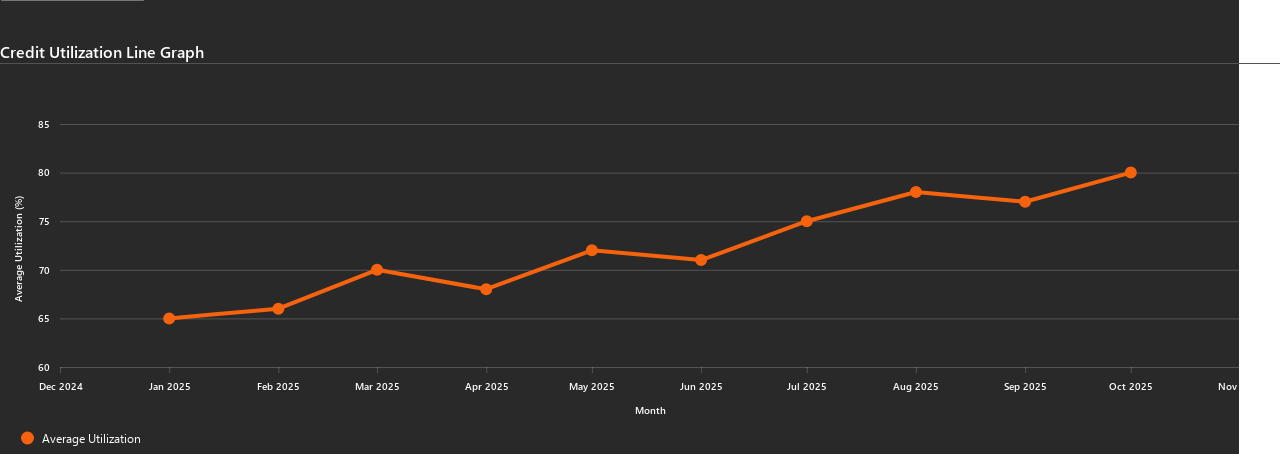 Credit Utilization Line Graph
85
80
75
70
65
60
Average Utilization (%)
Dec 2024 Jan 2025 Feb 2025 Mar 2025 Apr 2025 May 2025 Jun 2025 Jul 2025 Aug 2025 Sep 2025 Oct 2025 Nov
Month
Average Utilization